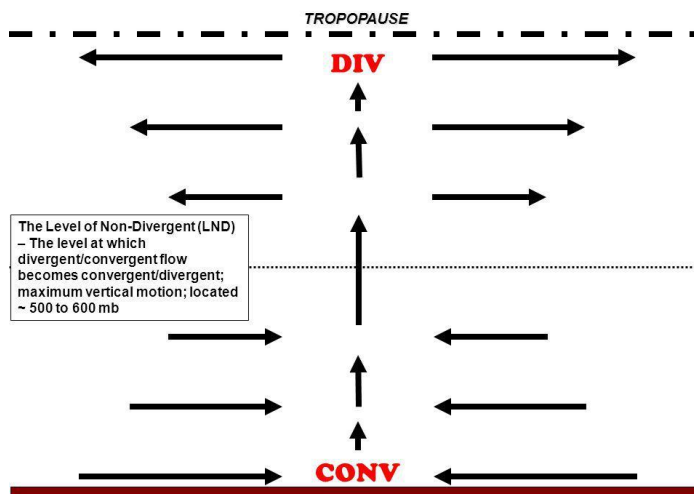 TROPOPAUSE
DIV
The Level of Non-Divergent (LND)
– The level at which
divergent/convergent flow
becomes convergent/divergent;
maximum vertical motion; located
~ 500 to 600 mb
CONV